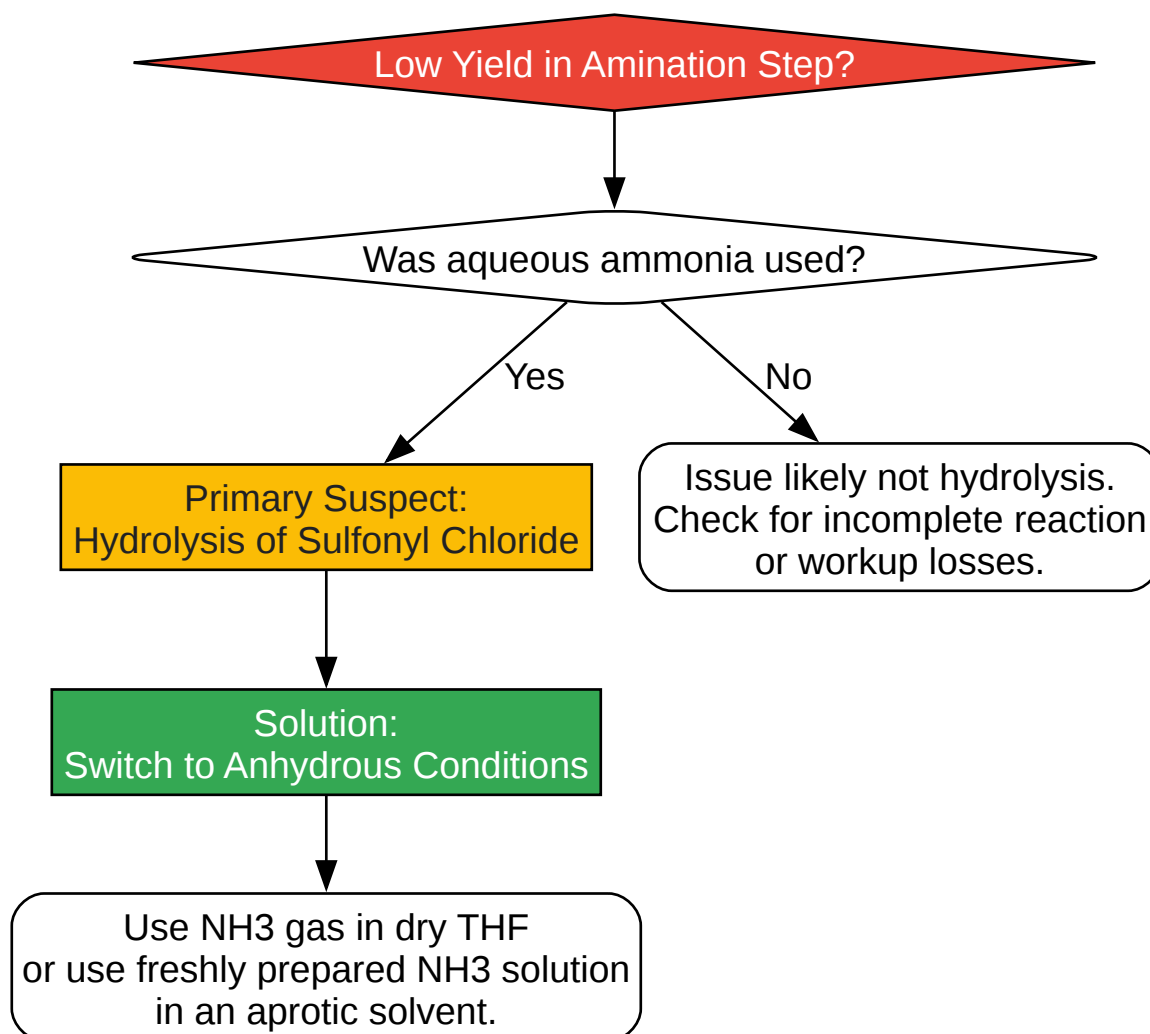 Low Yield in Amination Step?
Was aqueous ammonia used?
Yes
No
Primary Suspect:
Hydrolysis of Sulfonyl Chloride
Issue likely not hydrolysis.
Check for incomplete reaction
or workup losses.
Solution:
Switch to Anhydrous Conditions
Use NH3 gas in dry THF
or use freshly prepared NH3 solution
in an aprotic solvent.